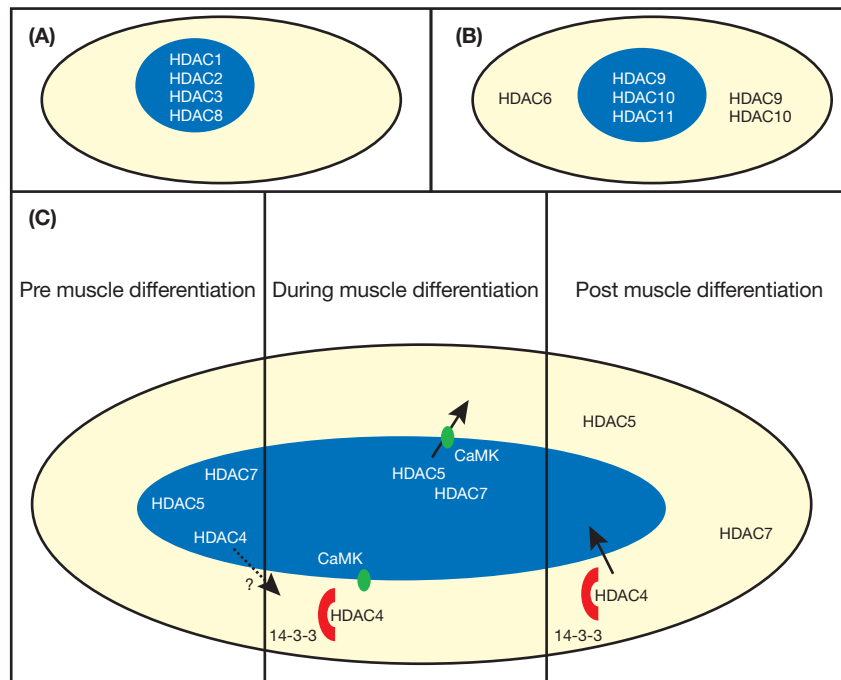 (A)
HDAC1
HDAC2
HDAC3
HDAC8
(B)
HDAC6
HDAC9
HDAC10
HDAC11
HDAC9
HDAC10
(C)
Pre muscle differentiation
During muscle differentiation
Post muscle differentiation
HDAC7
HDAC5
HDAC4
?
CaMK
HDAC5
HDAC7
CaMK
HDAC4
14-3-3
HDAC5
HDAC7
HDAC4
14-3-3